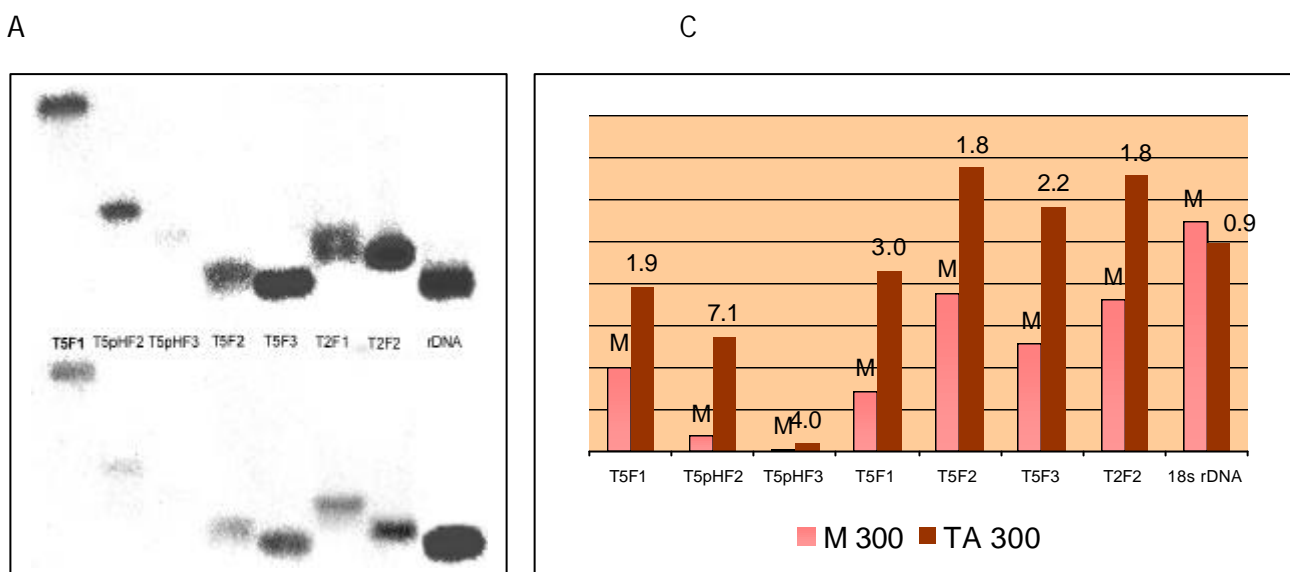 A
C
T5F1 T5pHF2 T5pHF3 T5F2 T5F3 T2F1 T2F2 rDNA
1.8
1.8
2.2
M
0.9
3.0
1.9
M
M
7.1
M
M
M
M
M4.0
T5F1 T5pHF2 T5pHF3 T5F1 T5F2 T5F3 T2F2 18s rDNA
M 300 TA 300